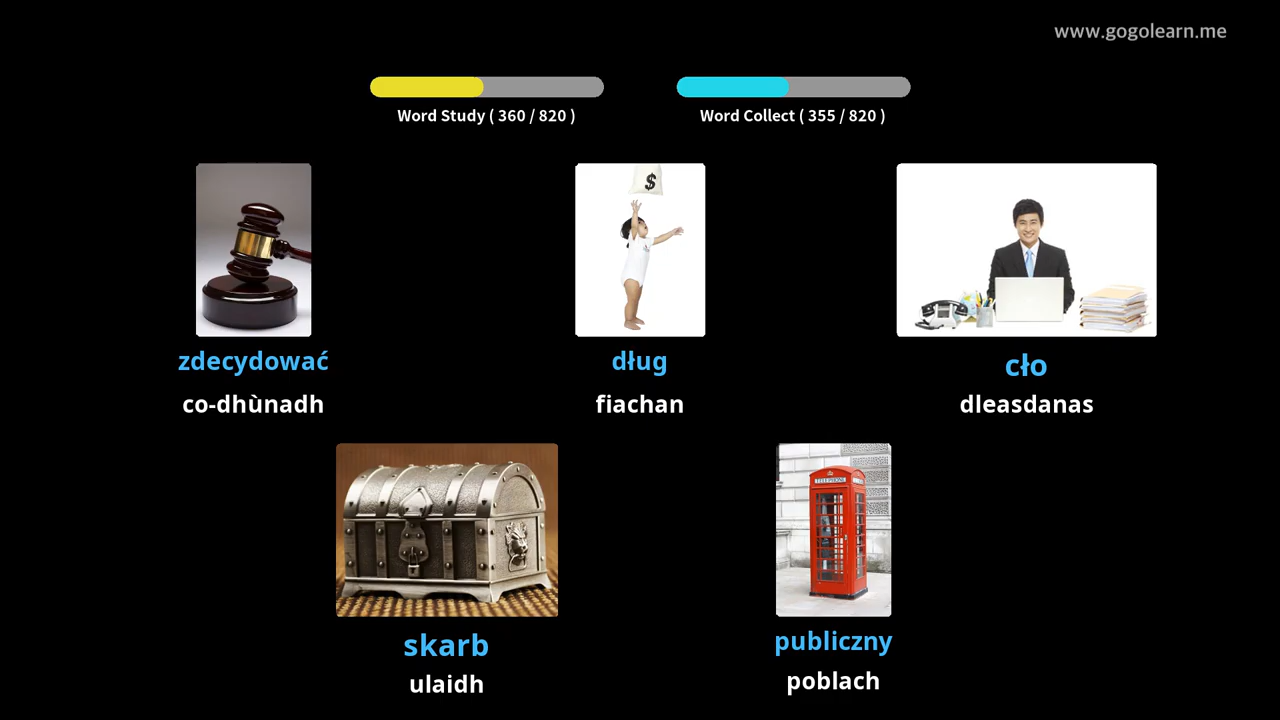 www.gogolearn.me
Word Study ( 360 / 820 )
Word Collect ( 355 / 820 )
$
zdecydować
co-dhùnadh
dług
fiachan
cło
dleasdanas
TELEPHONE
skarb
ulaidh
publiczny
poblach